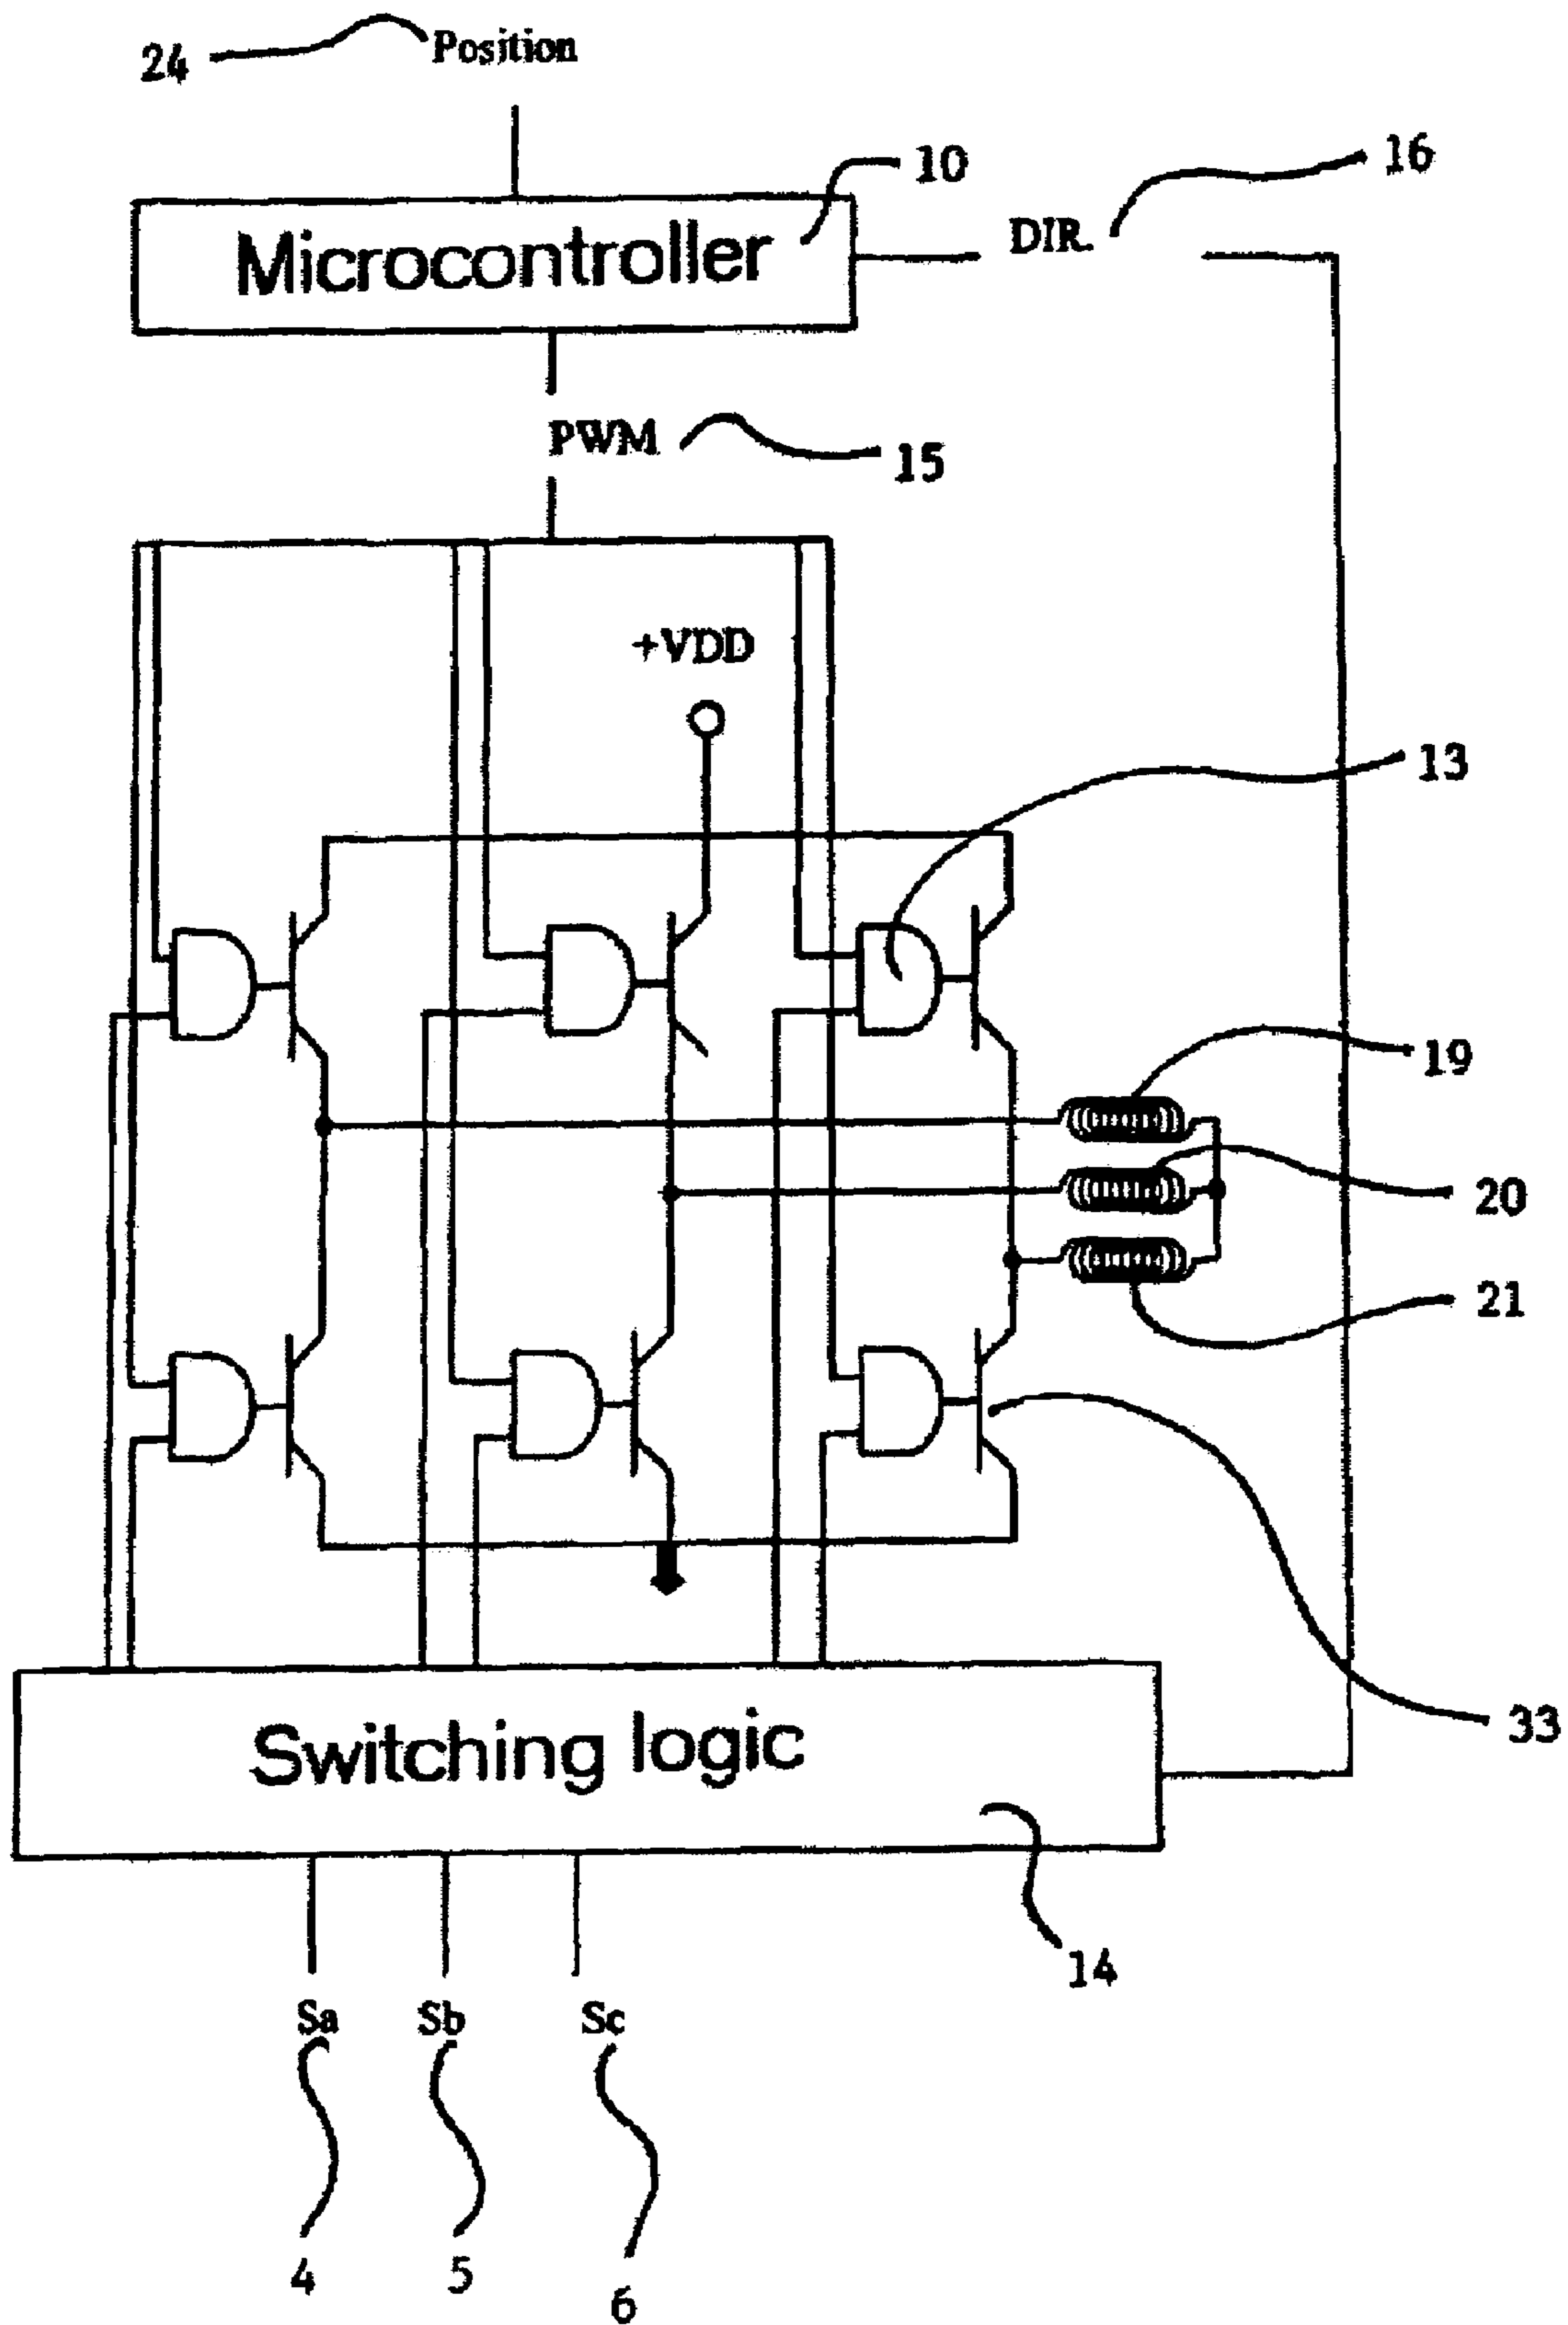 24 Position
10
16
Microcontroller
DIR.
PWM
15
+VDD
13
19
20
21
33
Switching logic
14
Sa Sb Sc
4 5 6